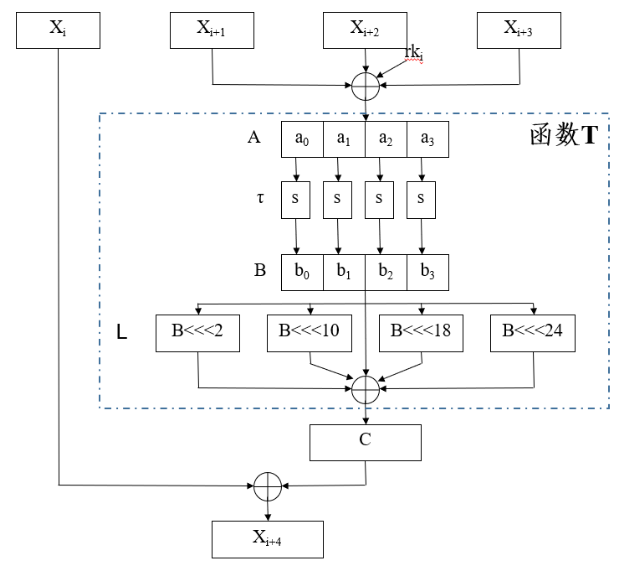 X_i X_{i+1} X_{i+2} X_{i+3}
rk_i
函数T
A a_0 a_1 a_2 a_3
τ s s s s
B b_0 b_1 b_2 b_3
L B<<<2 B<<<10 B<<<18 B<<<24
C
X_{i+4}